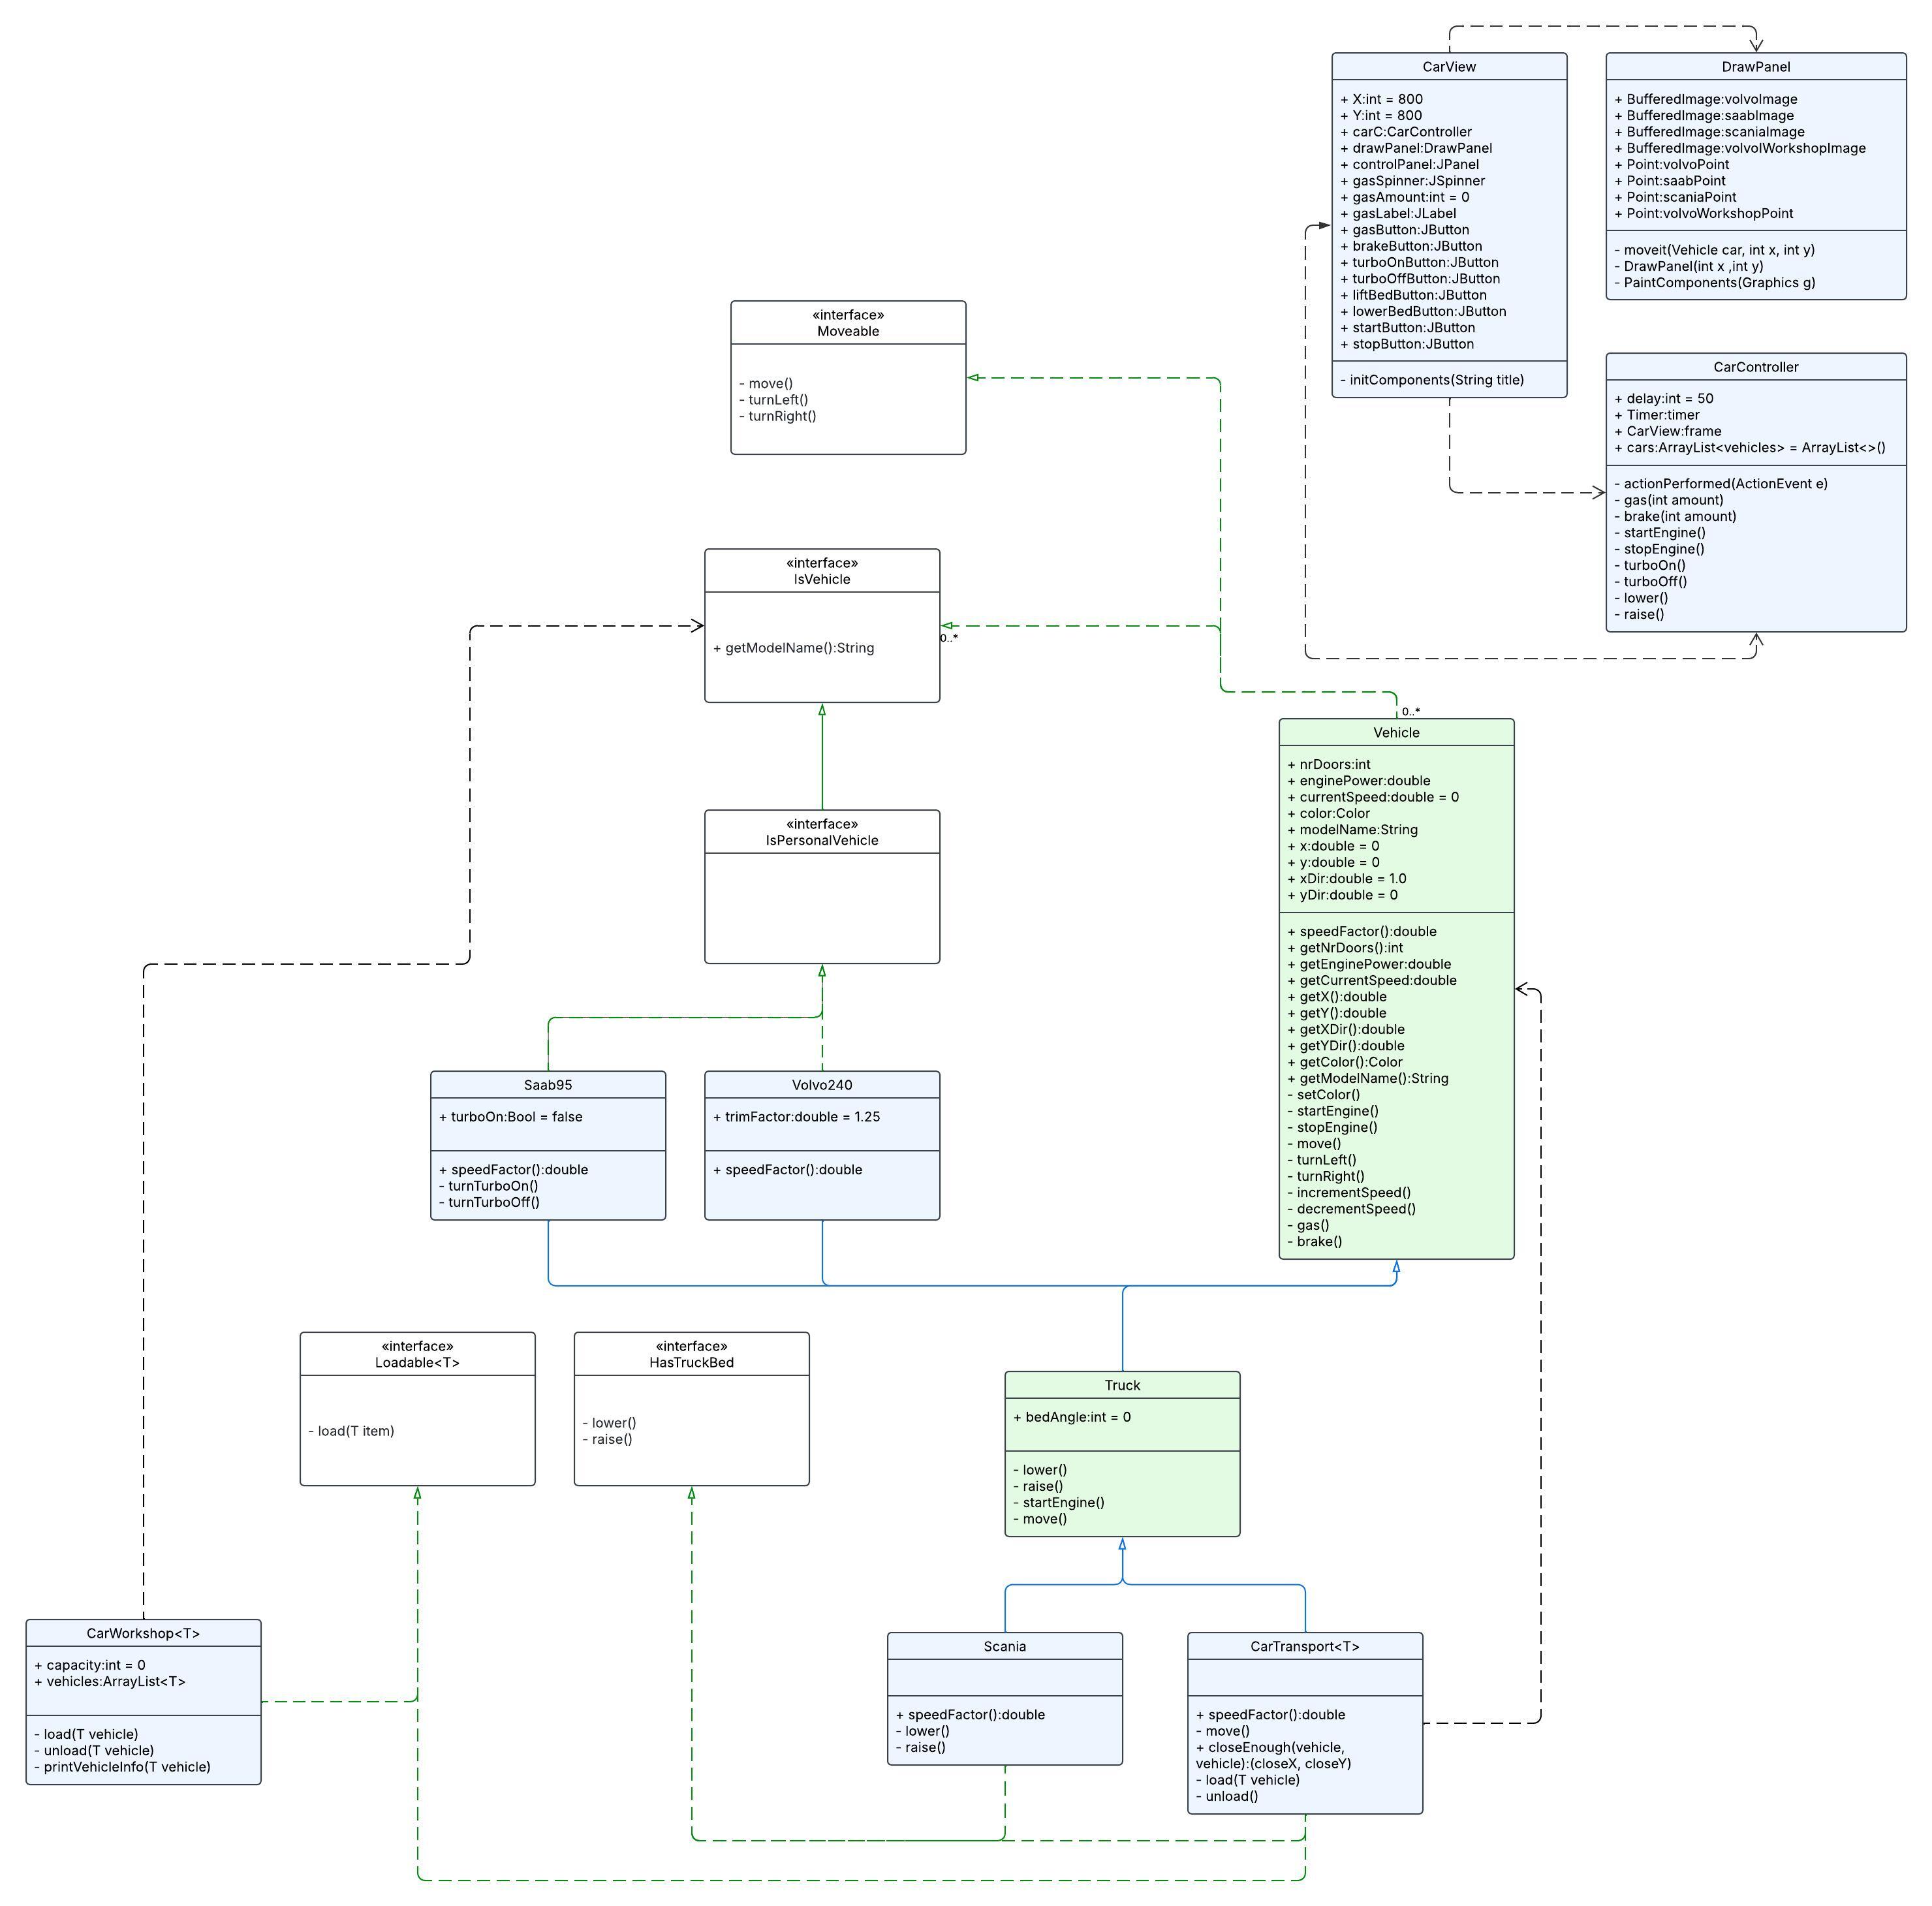 CarView
+ X:int = 800
+ Y:int = 800
+ carC:CarController
+ drawPanel:DrawPanel
+ controlPanel:JPanel
+ gasSpinner:JSpinner
+ gasAmount:int = 0
+ gasLabel:JLabel
+ gasButton:JButton
+ brakeButton:JButton
+ turboOnButton:JButton
+ turboOffButton:JButton
+ liftBedButton:JButton
+ lowerBedButton:JButton
+ startButton:JButton
+ stopButton:JButton
- initComponents(String title)
DrawPanel
+ BufferedImage:volvoImage
+ BufferedImage:saabImage
+ BufferedImage:scaniaImage
+ BufferedImage:volvolWorkshopImage
+ Point:volvoPoint
+ Point:saabPoint
+ Point:scaniaPoint
+ Point:volvoWorkshopPoint
- moveit(Vehicle car, int x, int y)
- DrawPanel(int x ,int y)
- PaintComponents(Graphics g)
«interface»
Moveable
- move()
- turnLeft()
- turnRight()
CarController
+ delay:int = 50
+ Timer:timer
+ CarView:frame
+ cars:ArrayList<vehicles> = ArrayList<>()
- actionPerformed(ActionEvent e)
- gas(int amount)
- brake(int amount)
- startEngine()
- stopEngine()
- turboOn()
- turboOff()
- lower()
- raise()
«interface»
IsVehicle
+ getModelName():String
0..*
0..*
Vehicle
+ nrDoors:int
+ enginePower:double
+ currentSpeed:double = 0
+ color:Color
+ modelName:String
+ x:double = 0
+ y:double = 0
+ xDir:double = 1.0
+ yDir:double = 0
+ speedFactor():double
+ getNrDoors():int
+ getEnginePower:double
+ getCurrentSpeed:double
+ getX():double
+ getY():double
+ getXDir():double
+ getYDir():double
+ getColor():Color
+ getModelName():String
- setColor()
- startEngine()
- stopEngine()
- move()
- turnLeft()
- turnRight()
- incrementSpeed()
- decrementSpeed()
- gas()
- brake()
«interface»
IsPersonalVehicle
Saab95
+ turboOn:Bool = false
+ speedFactor():double
- turnTurboOn()
- turnTurboOff()
Volvo240
+ trimFactor:double = 1.25
+ speedFactor():double
«interface»
Loadable<T>
- load(T item)
«interface»
HasTruckBed
- lower()
- raise()
Truck
+ bedAngle:int = 0
- lower()
- raise()
- startEngine()
- move()
CarWorkshop<T>
+ capacity:int = 0
+ vehicles:ArrayList<T>
- load(T vehicle)
- unload(T vehicle)
- printVehicleInfo(T vehicle)
Scania
+ speedFactor():double
- lower()
- raise()
CarTransport<T>
+ speedFactor():double
- move()
+ closeEnough(vehicle,
vehicle):(closeX, closeY)
- load(T vehicle)
- unload()